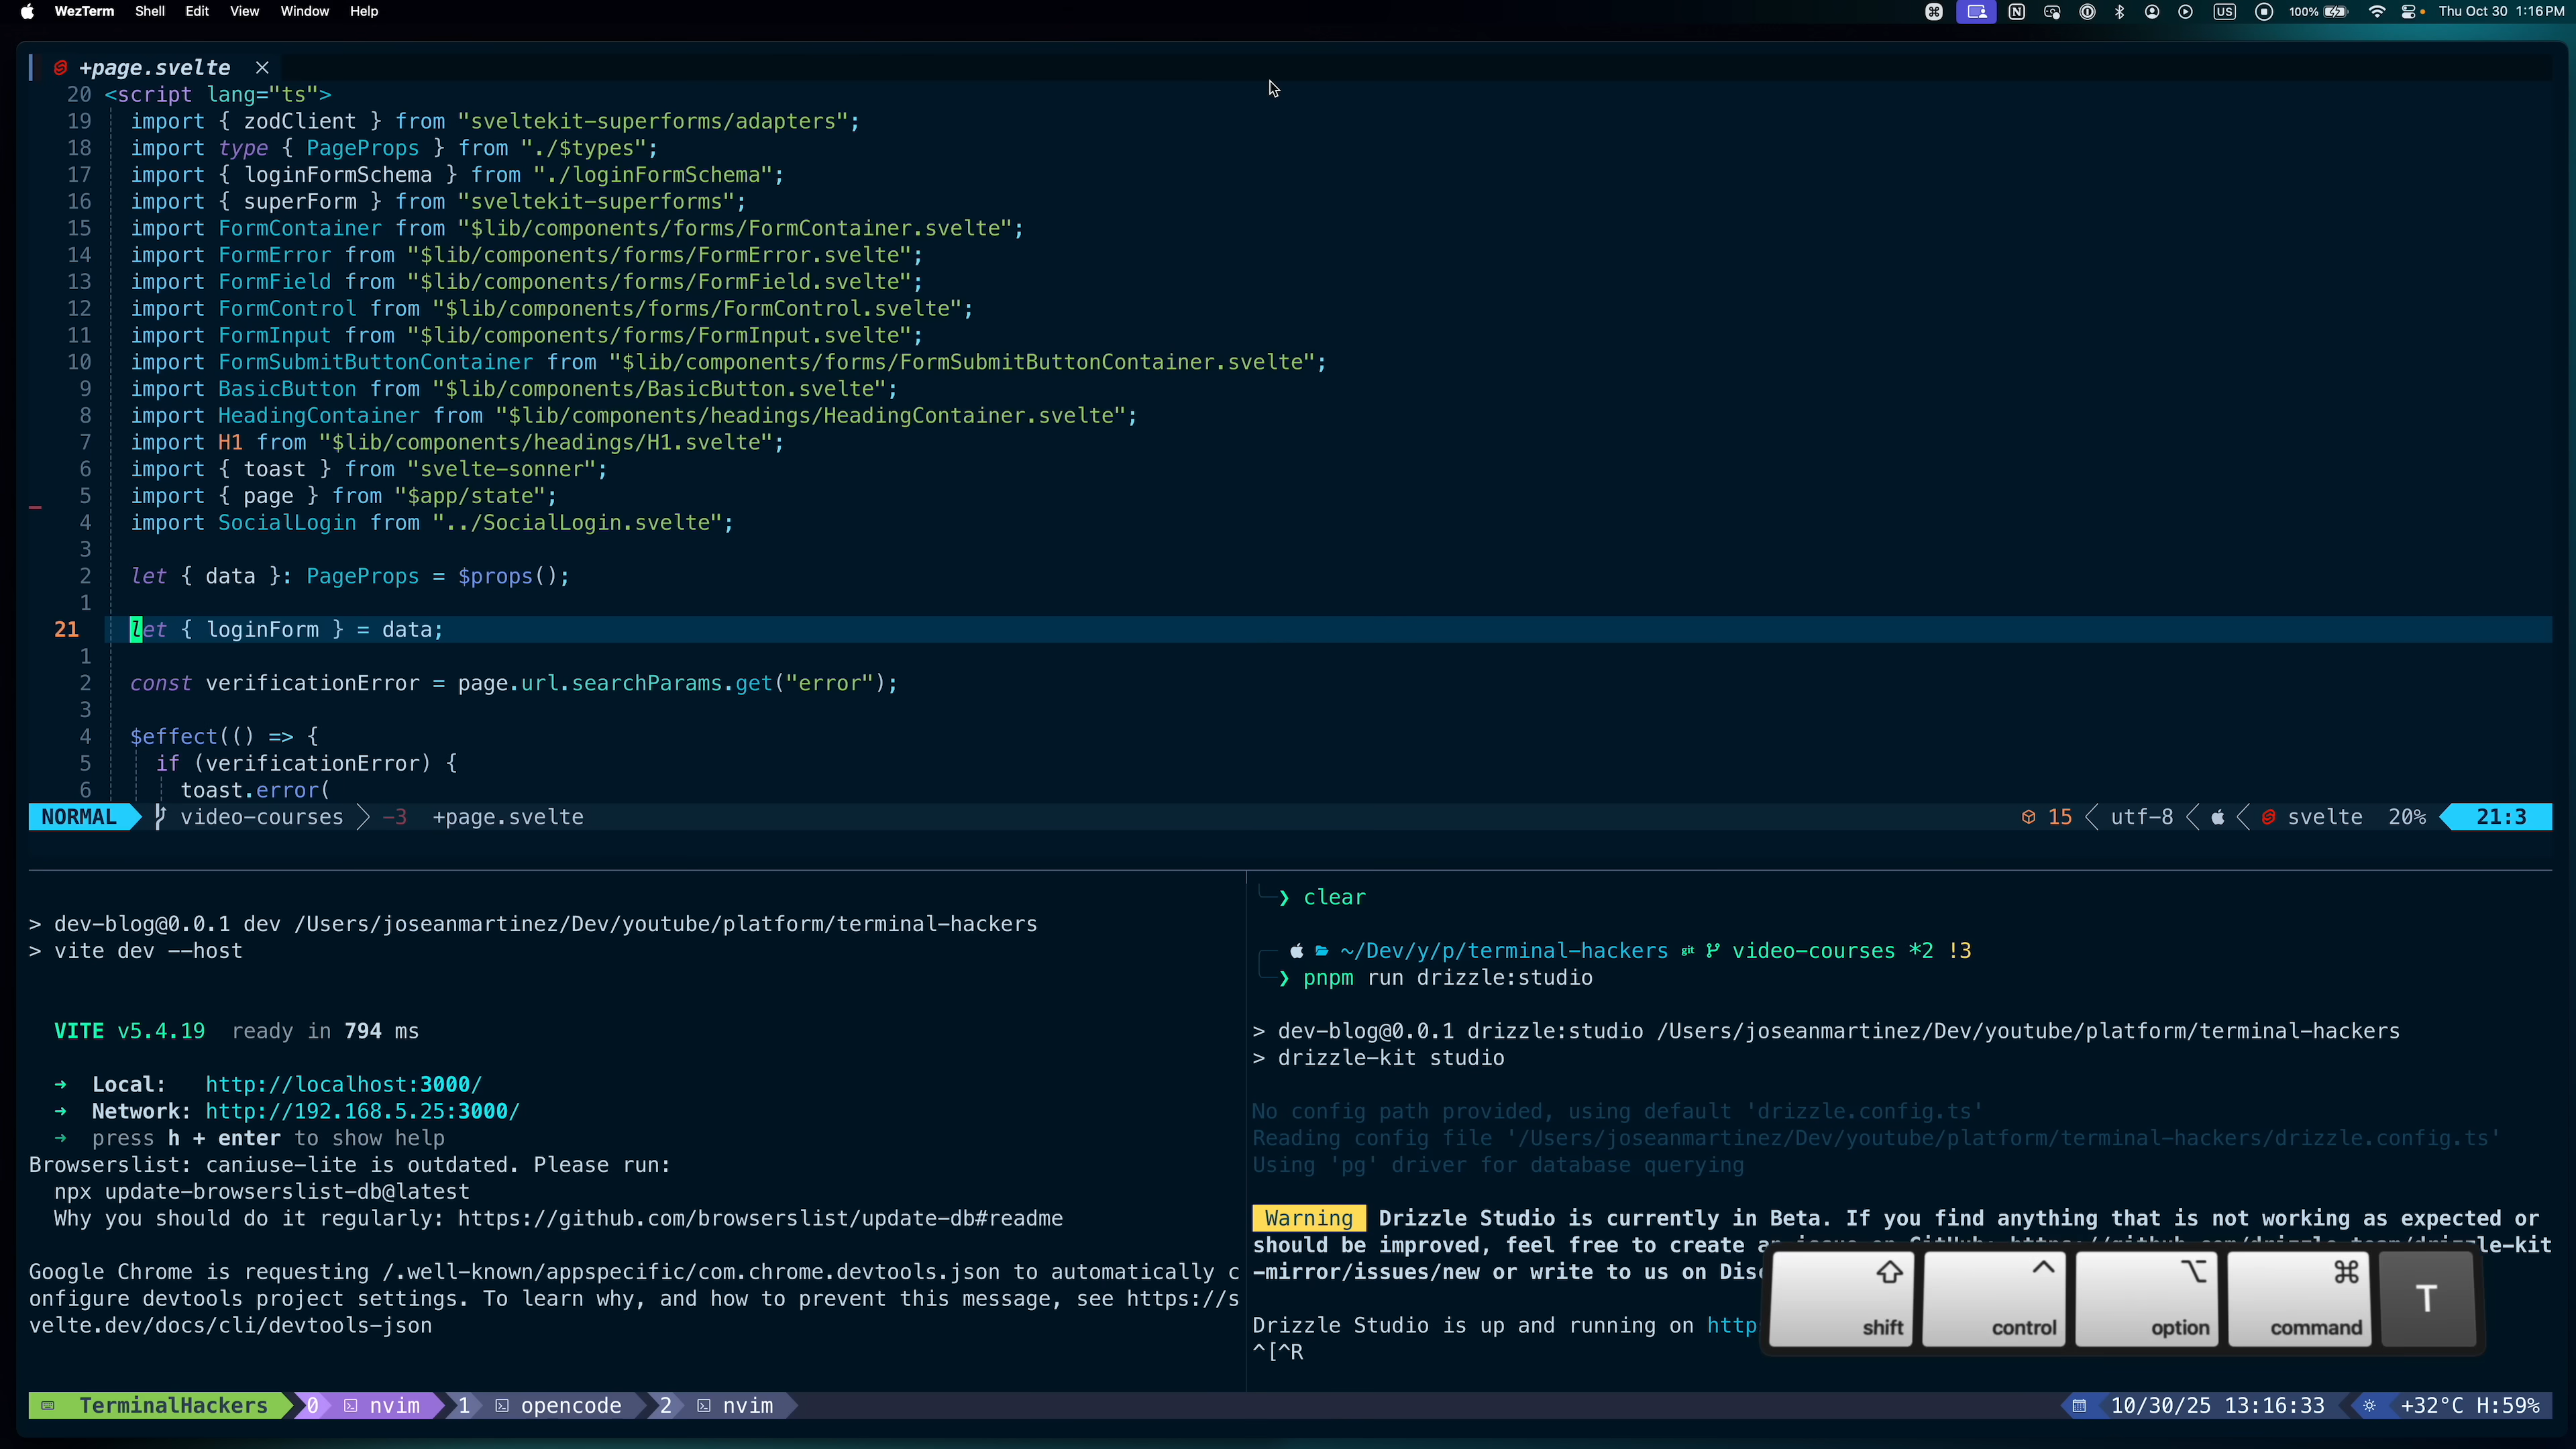 WezTerm Shell Edit View Window Help
US 100% Thu Oct 30 1:16 PM
+page.svelte ×
20 <script lang="ts">
19 import { zodClient } from "sveltekit-superforms/adapters";
18 import type { PageProps } from "./$types";
17 import { loginFormSchema } from "./loginFormSchema";
16 import { superForm } from "sveltekit-superforms";
15 import FormContainer from "$lib/components/forms/FormContainer.svelte";
14 import FormError from "$lib/components/forms/FormError.svelte";
13 import FormField from "$lib/components/forms/FormField.svelte";
12 import FormControl from "$lib/components/forms/FormControl.svelte";
11 import FormInput from "$lib/components/forms/FormInput.svelte";
10 import FormSubmitButtonContainer from "$lib/components/forms/FormSubmitButtonContainer.svelte";
9 import BasicButton from "$lib/components/BasicButton.svelte";
8 import HeadingContainer from "$lib/components/headings/HeadingContainer.svelte";
7 import H1 from "$lib/components/headings/H1.svelte";
6 import { toast } from "svelte-sonner";
5 import { page } from "$app/state";
4 import SocialLogin from "../SocialLogin.svelte";
3
2 let { data }: PageProps = $props();
1
21 let { loginForm } = data;
1
2 const verificationError = page.url.searchParams.get("error");
3
4 $effect(() => {
5 if (verificationError) {
6 toast.error(
NORMAL video-courses -3 +page.svelte 15 utf-8 svelte 20% 21:3
> dev-blog@0.0.1 dev /Users/joseanmartinez/Dev/youtube/platform/terminal-hackers
> vite dev --host
VITE v5.4.19 ready in 794 ms
➜ Local: http://localhost:3000/
➜ Network: http://192.168.5.25:3000/
➜ press h + enter to show help
Browserslist: caniuse-lite is outdated. Please run:
npx update-browserslist-db@latest
Why you should do it regularly: https://github.com/browserslist/update-db#readme
Google Chrome is requesting /.well-known/appspecific/com.chrome.devtools.json to automatically c
onfigure devtools project settings. To learn why, and how to prevent this message, see https://s
velte.dev/docs/cli/devtools-json
❯ clear
~/Dev/y/p/terminal-hackers git video-courses *2 !3
❯ pnpm run drizzle:studio
> dev-blog@0.0.1 drizzle:studio /Users/joseanmartinez/Dev/youtube/platform/terminal-hackers
> drizzle-kit studio
No config path provided, using default 'drizzle.config.ts'
Reading config file '/Users/joseanmartinez/Dev/youtube/platform/terminal-hackers/drizzle.config.ts'
Using 'pg' driver for database querying
Warning Drizzle Studio is currently in Beta. If you find anything that is not working as expected or
should be improved, feel free to create an issue on GitHub: https://github.com/drizzle-team/drizzle-kit
-mirror/issues/new or write to us on
Drizzle Studio is up and running on http
^[^R
shift control option command T
TerminalHackers 0 nvim 1 opencode 2 nvim 10/30/25 13:16:33 +32°C H:59%